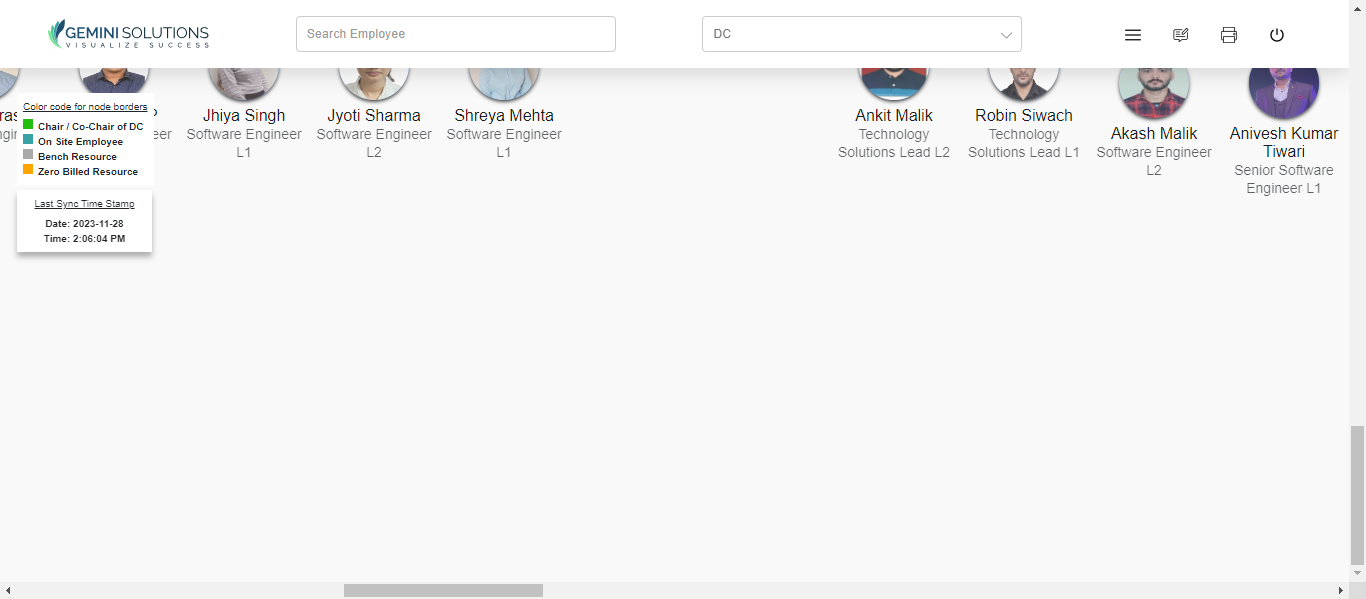 GEMINI SOLUTIONS
VISUALIZE SUCCESS
Search Employee
DC
Color code for node borders
Chair / Co-Chair of DC
On Site Employee
Bench Resource
Zero Billed Resource
Last Sync Time Stamp
Date: 2023-11-28
Time: 2:06:04 PM
Jhiya Singh
Software Engineer
L1
Jyoti Sharma
Software Engineer
L2
Shreya Mehta
Software Engineer
L1
Ankit Malik
Technology
Solutions Lead L2
Robin Siwach
Technology
Solutions Lead L1
Akash Malik
Software Engineer
L2
Anivesh Kumar
Tiwari
Senior Software
Engineer L1